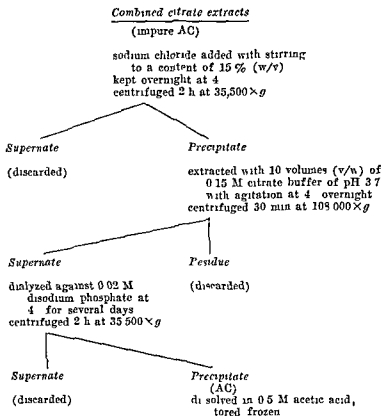 Combined citrate extracts
(impure AC)
sodium chloride added with stirring
to a content of 15 % (w/v)
kept overnight at 4
centrifuged 2 h at 35,500×g
Supernate
Precipitate
(discarded)
extracted with 10 volumes (v/w) of
0 15 M citrate buffer of pH 3 7
with agitation at 4 overnight
centrifuged 30 min at 108 000×g
Supernate
Residue
dialyzed against 0 02 M
disodium phosphate at
4 for several days
centrifuged 2 h at 35 500×g
(discarded)
Supernate
Precipitate
(AC)
(discarded)
di solved in 0 5 M acetic acid,
tored frozen